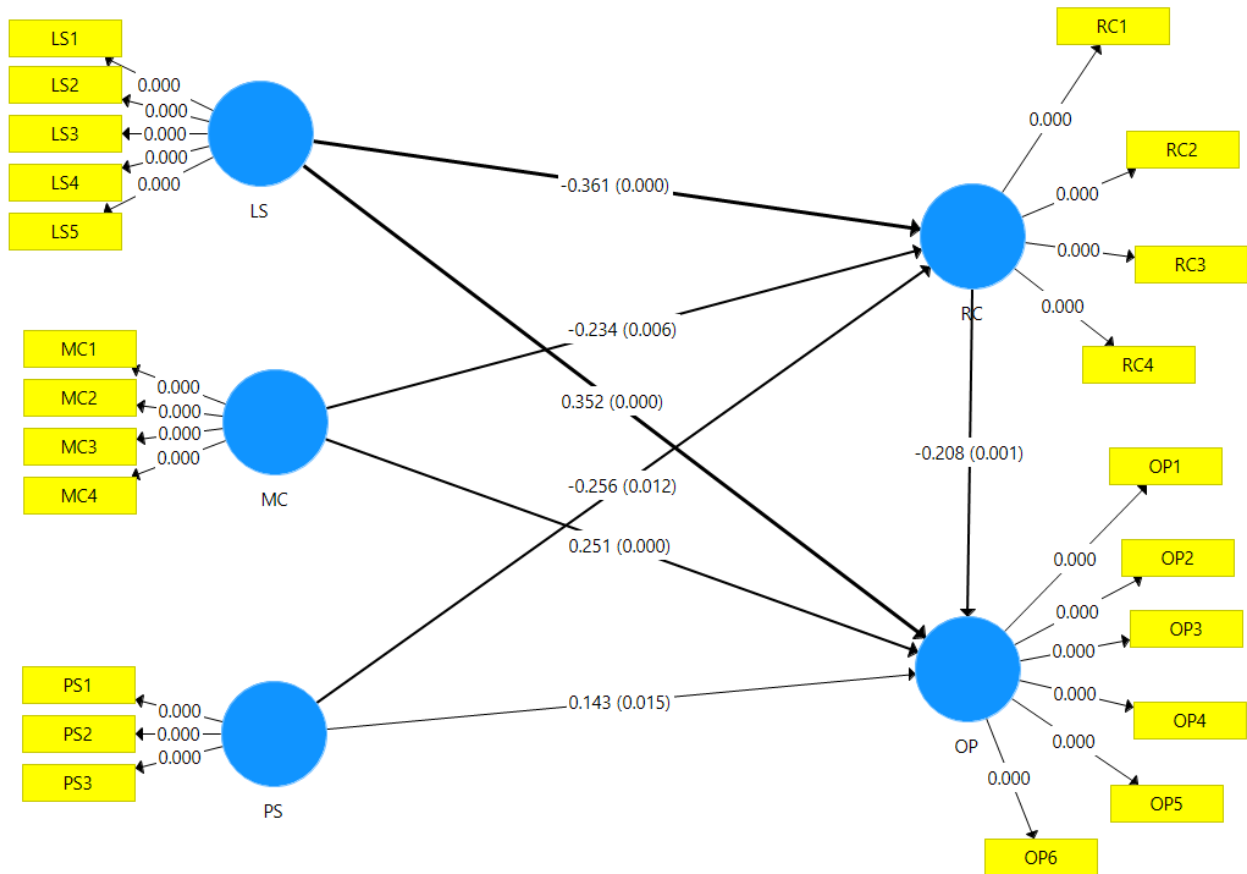 LS1
LS2
LS3
LS4
LS5
0.000
0.000
0.000
0.000
0.000
LS
MC1
MC2
MC3
MC4
0.000
0.000
0.000
0.000
MC
PS1
PS2
PS3
0.000
0.000
0.000
PS
-0.361 (0.000)
-0.234 (0.006)
0.352 (0.000)
-0.256 (0.012)
0.251 (0.000)
0.143 (0.015)
-0.208 (0.001)
RC
0.000
0.000
0.000
0.000
RC1
RC2
RC3
RC4
OP
0.000
0.000
0.000
0.000
0.000
0.000
OP1
OP2
OP3
OP4
OP5
OP6